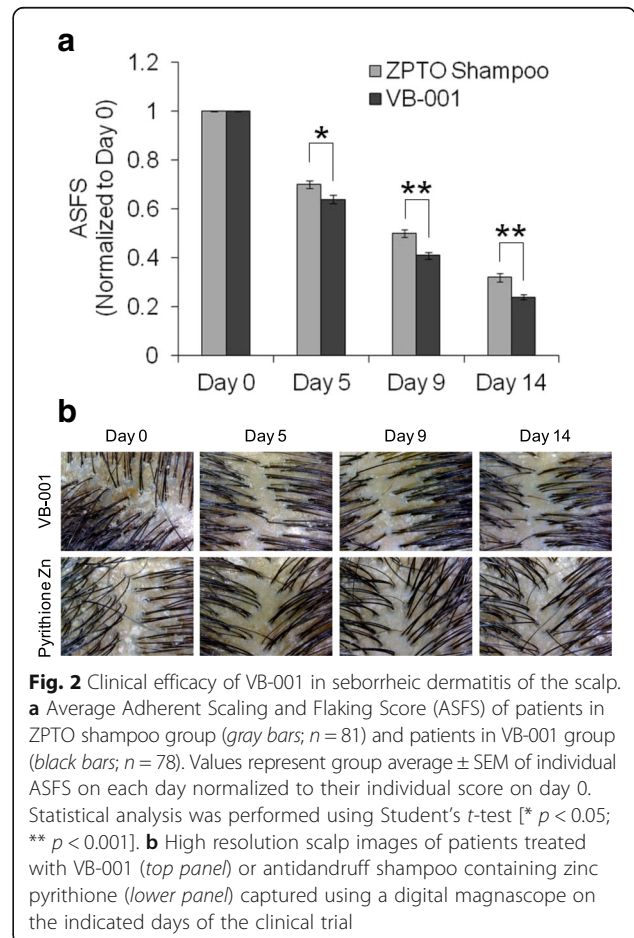 a
1.2
1
0.8
0.6
0.4
0.2
0
ASFS
(Normalized to Day 0)
ZPTO Shampoo
VB-001
*
**
**
Day 0 Day 5 Day 9 Day 14
b
Day 0 Day 5 Day 9 Day 14
VB-001
Pyrithione Zn
Fig. 2 Clinical efficacy of VB-001 in seborrheic dermatitis of the scalp.
a Average Adherent Scaling and Flaking Score (ASFS) of patients in
ZPTO shampoo group (gray bars; n = 81) and patients in VB-001 group
(black bars; n = 78). Values represent group average ± SEM of individual
ASFS on each day normalized to their individual score on day 0.
Statistical analysis was performed using Student’s t-test [* p < 0.05;
** p < 0.001]. b High resolution scalp images of patients treated
with VB-001 (top panel) or antidandruff shampoo containing zinc
pyrithione (lower panel) captured using a digital magnascope on
the indicated days of the clinical trial